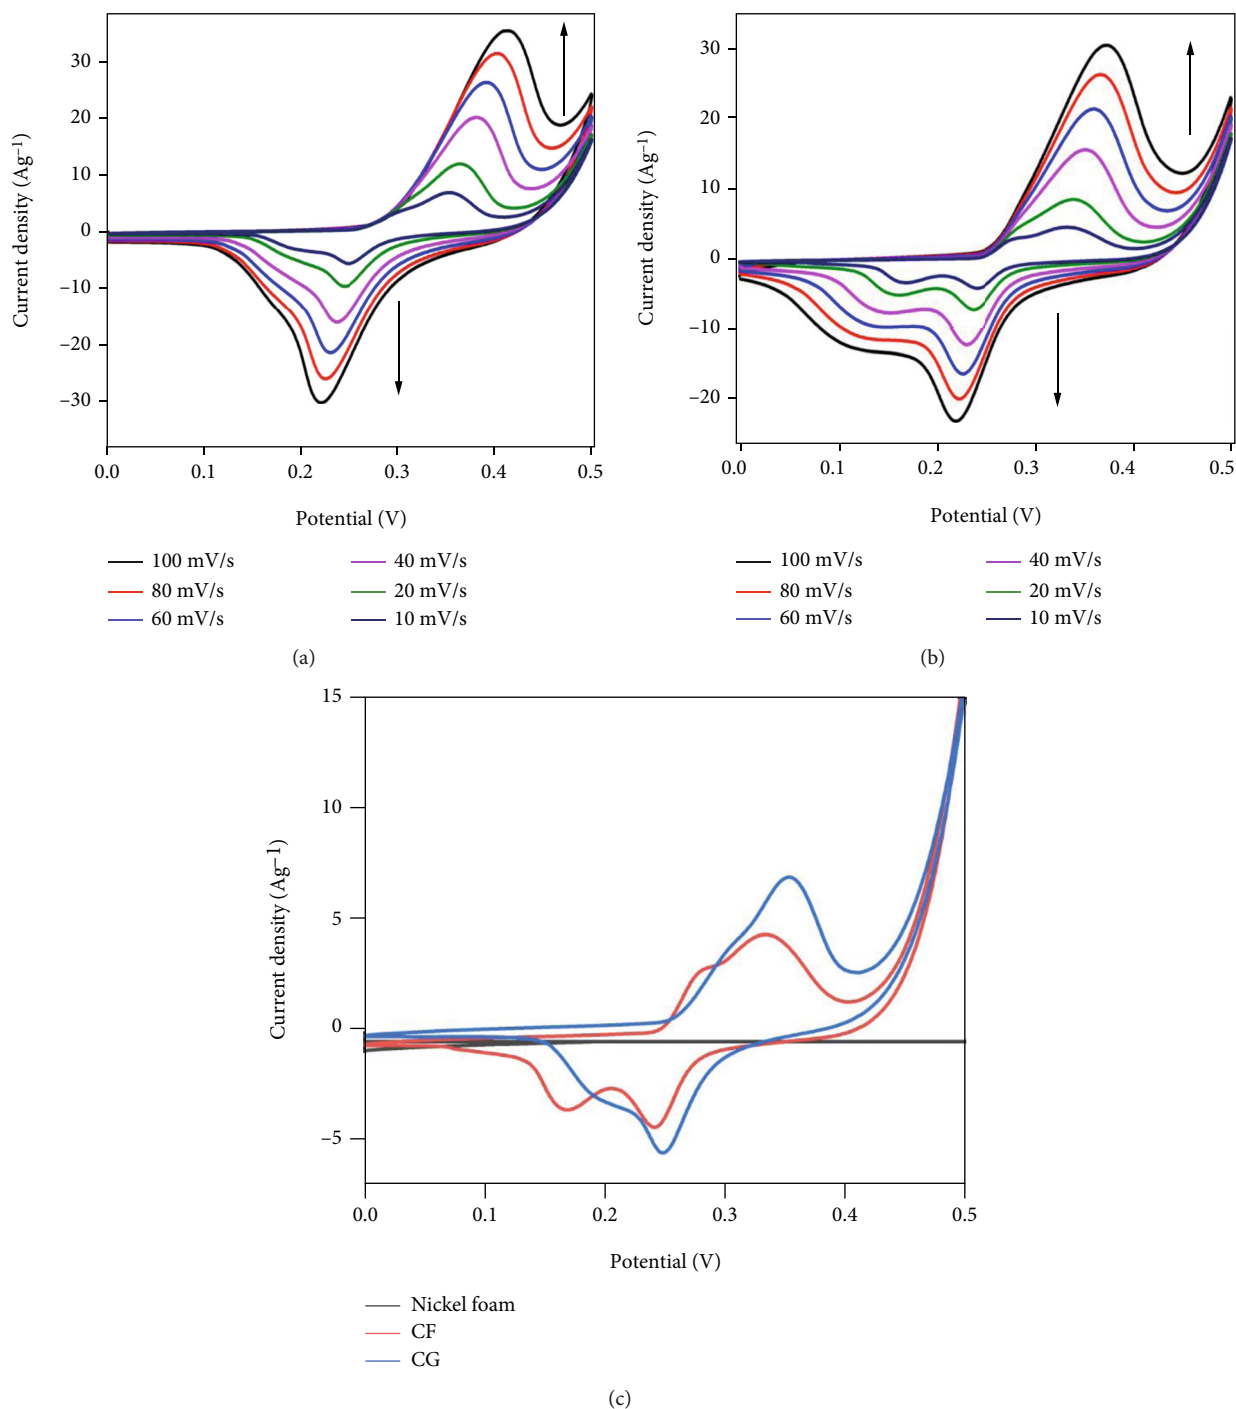 Current density (Ag⁻¹)
30
20
10
0
−10
−20
−30
0.0 0.1 0.2 0.3 0.4 0.5
Potential (V)
100 mV/s 40 mV/s
80 mV/s 20 mV/s
60 mV/s 10 mV/s
(a)
Current density (Ag⁻¹)
30
20
10
0
−10
−20
0.0 0.1 0.2 0.3 0.4 0.5
Potential (V)
100 mV/s 40 mV/s
80 mV/s 20 mV/s
60 mV/s 10 mV/s
(b)
Current density (Ag⁻¹)
15
10
5
0
−5
0.0 0.1 0.2 0.3 0.4 0.5
Potential (V)
Nickel foam
CF
CG
(c)